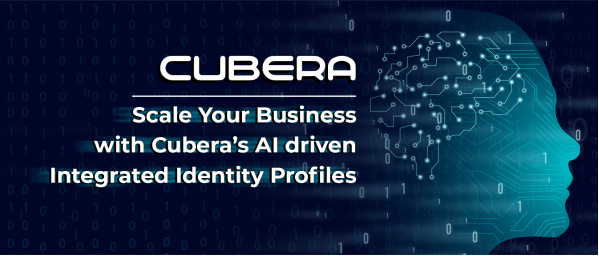 CUBERA
Scale Your Business
with Cubera's AI driven
Integrated Identity Profiles